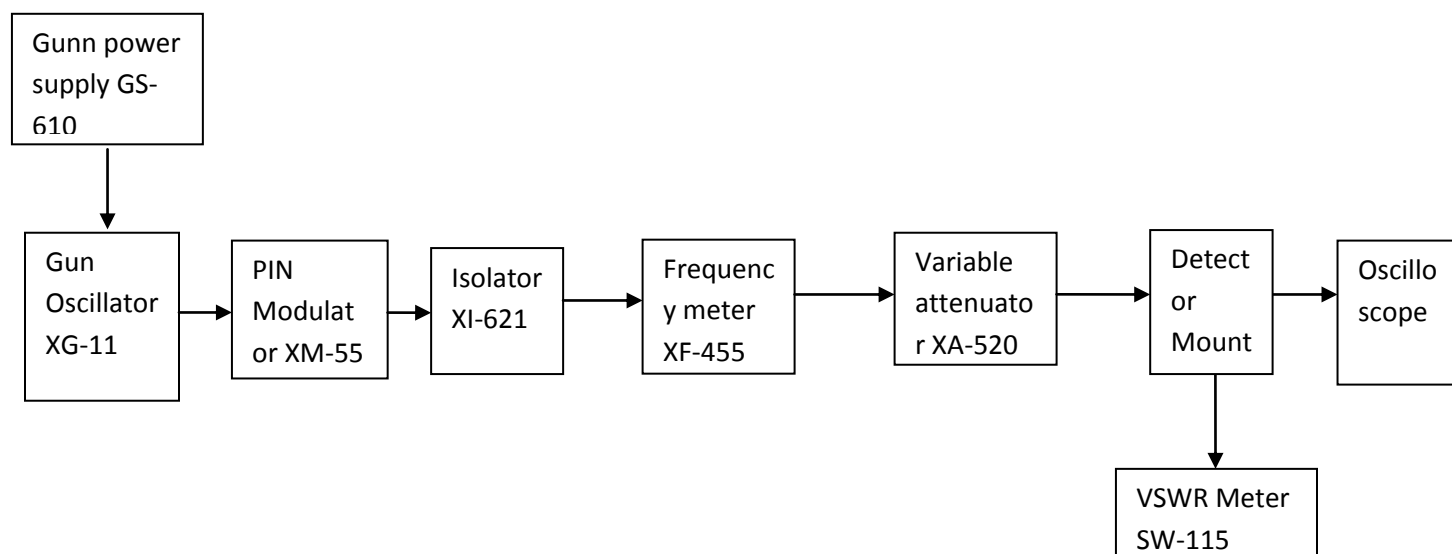 Gunn power
supply GS-
610
Gun
Oscillator
XG-11
PIN
Modulat
or XM-55
Isolator
XI-621
Frequenc
y meter
XF-455
Variable
attenuato
r XA-520
Detect
or
Mount
Oscillo
scope
VSWR Meter
SW-115